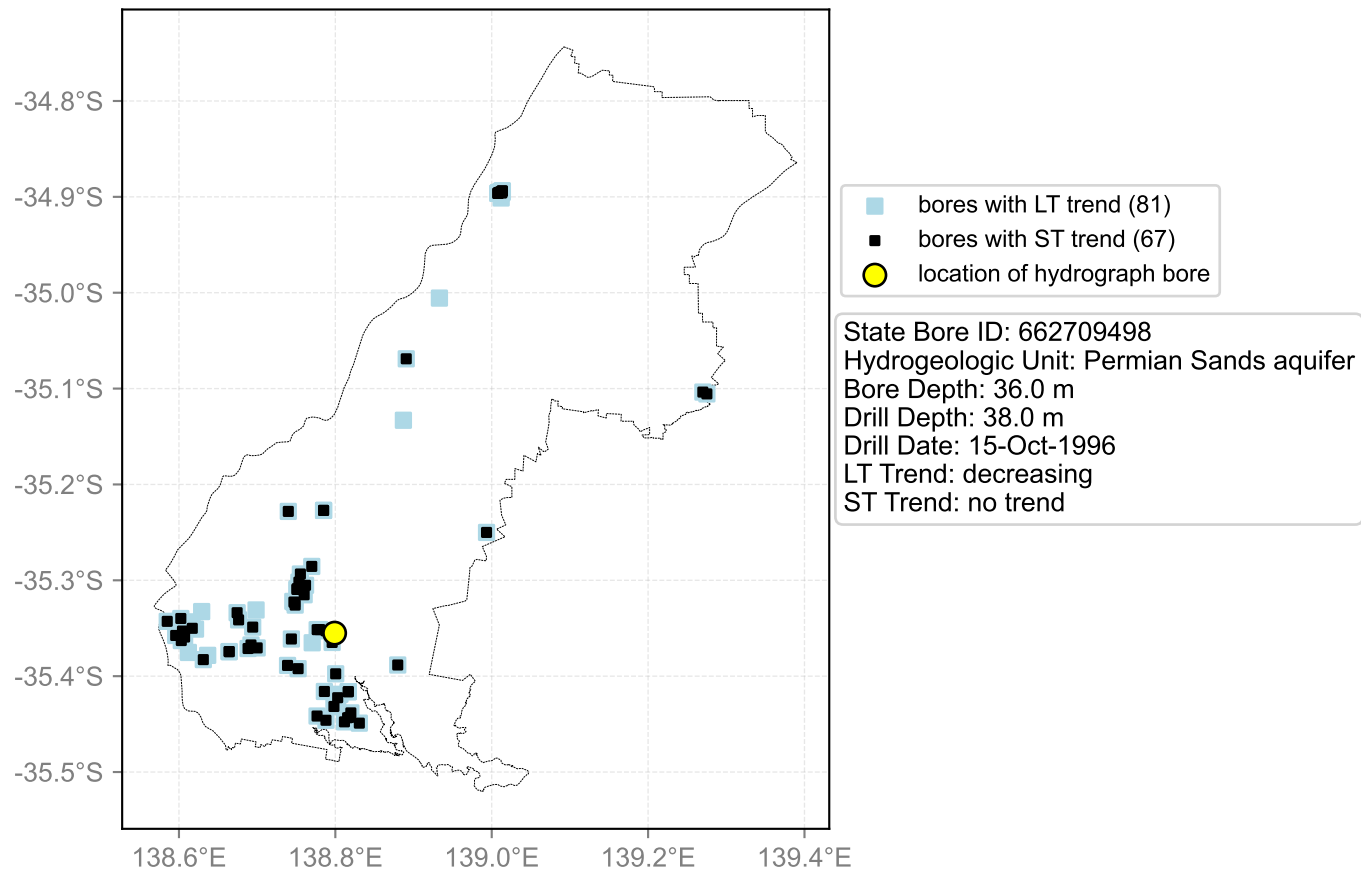 -34.8°S
-34.9°S
-35.0°S
-35.1°S
-35.2°S
-35.3°S
-35.4°S
-35.5°S
138.6°E
138.8°E
139.0°E
139.2°E
139.4°E
bores with LT trend (81)
bores with ST trend (67)
location of hydrograph bore
State Bore ID: 662709498
Hydrogeologic Unit: Permian Sands aquifer
Bore Depth: 36.0 m
Drill Depth: 38.0 m
Drill Date: 15-Oct-1996
LT Trend: decreasing
ST Trend: no trend